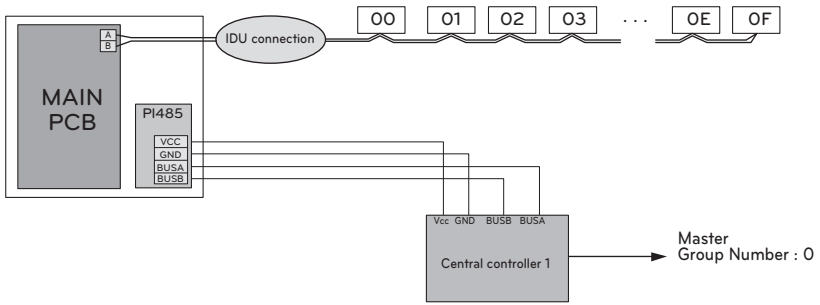 A
B
IDU connection
00 01 02 03 ... 0E 0F
MAIN
PCB
PI485
VCC
GND
BUSA
BUSB
Vcc GND BUSB BUSA
Central controller 1
Master
Group Number : 0